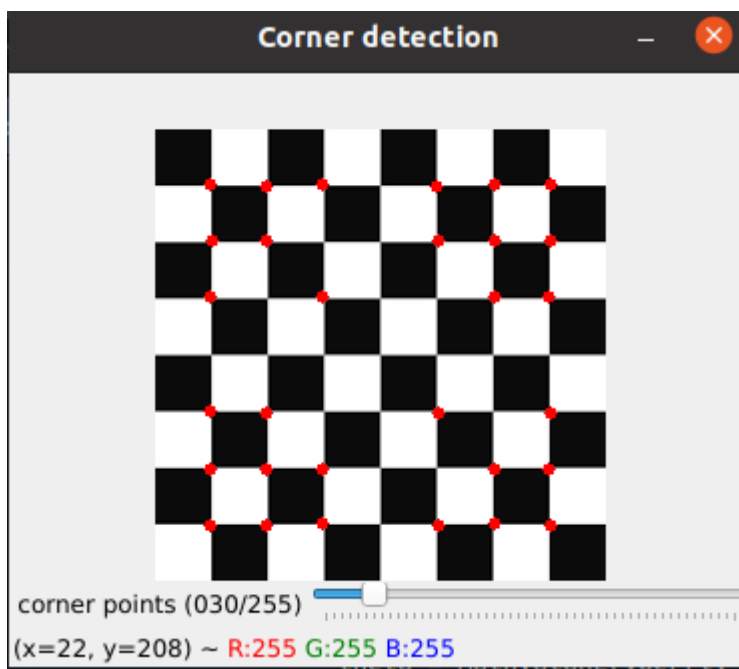 Corner detection
corner points (030/255)
(x=22, y=208) ~ R:255 G:255 B:255